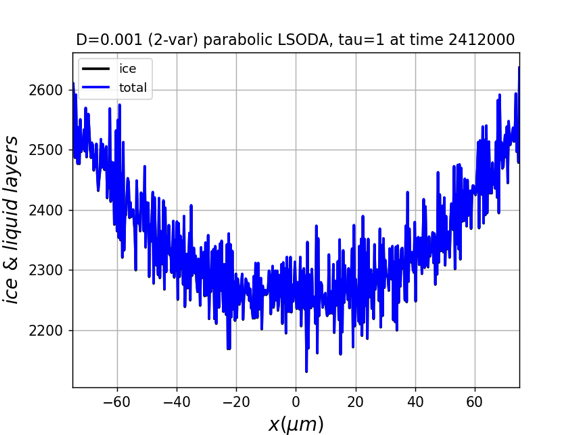 D=0.001 (2-var) parabolic LSODA, tau=1 at time 2412000
ice
total
2600
2500
2400
2300
2200
ice & liquid layers
−60 −40 −20 0 20 40 60
x(μm)